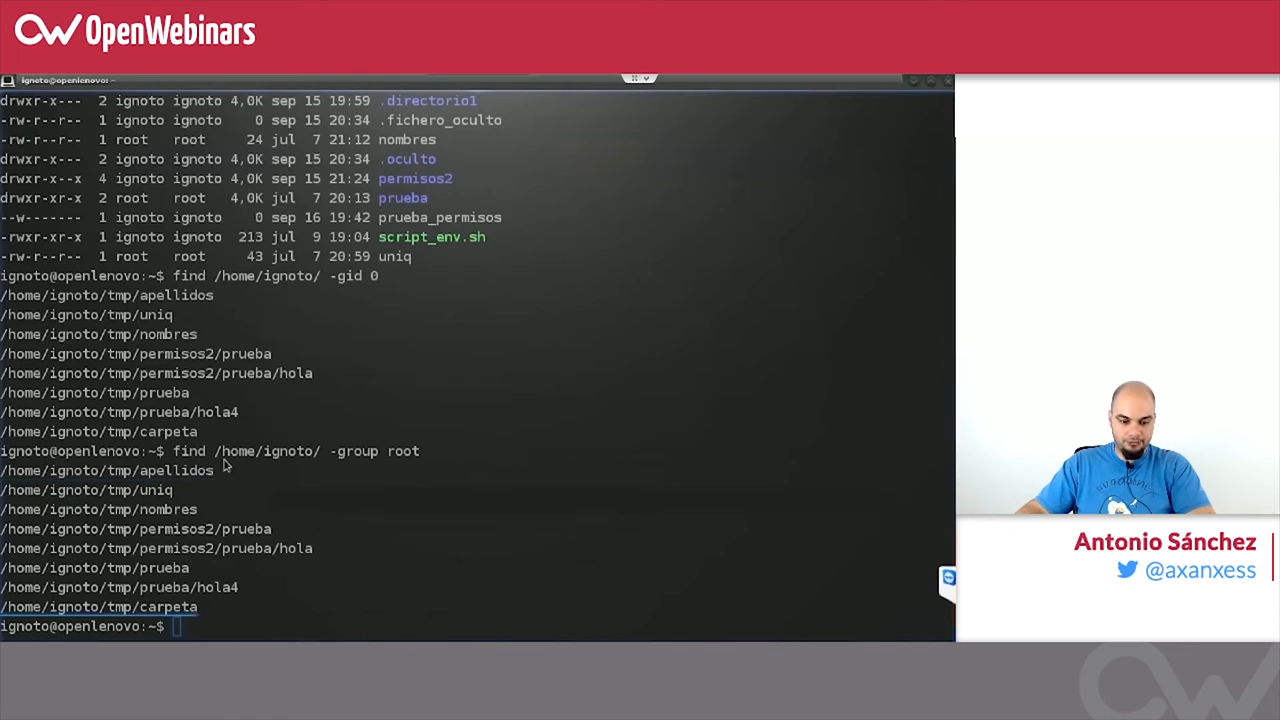 OpenWebinars
ignoto@openlenovo: ~
drwxr-x--- 2 ignoto ignoto 4,0K sep 15 19:59 .directorio1
-rw-r--r-- 1 ignoto ignoto 0 sep 15 20:34 .fichero_oculto
-rw-r--r-- 1 root root 24 jul 7 21:12 nombres
drwxr-x--- 2 ignoto ignoto 4,0K sep 15 20:34 .oculto
drwxr-x--x 4 ignoto ignoto 4,0K sep 15 21:24 permisos2
drwxr-xr-x 2 root root 4,0K jul 7 20:13 prueba
--w------- 1 ignoto ignoto 0 sep 16 19:42 prueba_permisos
-rwxr-xr-x 1 ignoto ignoto 213 jul 9 19:04 script_env.sh
-rw-r--r-- 1 root root 43 jul 7 20:59 uniq
ignoto@openlenovo:~$ find /home/ignoto/ -gid 0
/home/ignoto/tmp/apellidos
/home/ignoto/tmp/uniq
/home/ignoto/tmp/nombres
/home/ignoto/tmp/permisos2/prueba
/home/ignoto/tmp/permisos2/prueba/hola
/home/ignoto/tmp/prueba
/home/ignoto/tmp/prueba/hola4
/home/ignoto/tmp/carpeta
ignoto@openlenovo:~$ find /home/ignoto/ -group root
/home/ignoto/tmp/apellidos
/home/ignoto/tmp/uniq
/home/ignoto/tmp/nombres
/home/ignoto/tmp/permisos2/prueba
/home/ignoto/tmp/permisos2/prueba/hola
/home/ignoto/tmp/prueba
/home/ignoto/tmp/prueba/hola4
/home/ignoto/tmp/carpeta
ignoto@openlenovo:~$
Antonio Sánchez
@axanxess